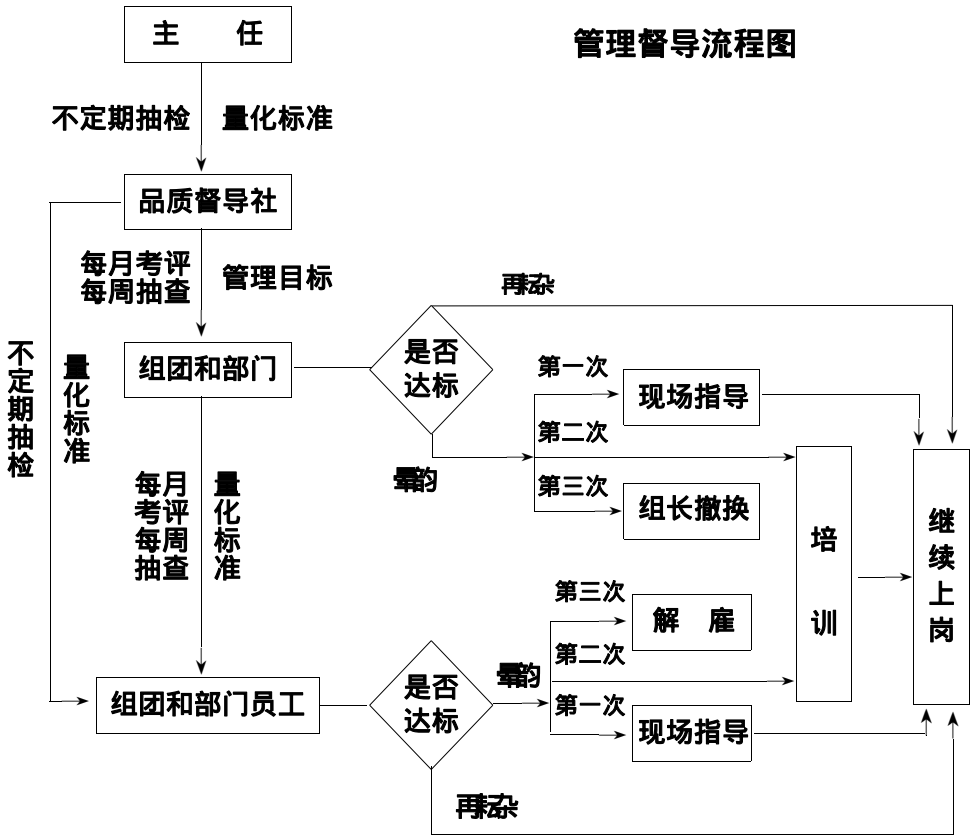 管理督导流程图
主 任
不定期抽检
量化标准
品质督导社
每月考评
每周抽查
管理目标
不定期抽检
量化标准
组团和部门
是否
达标
第一次
现场指导
第二次
第三次
组长撤换
每月
考评
每周
抽查
量化标准
培训
继续上岗
第三次
解 雇
第二次
第一次
现场指导
组团和部门员工
是否
达标